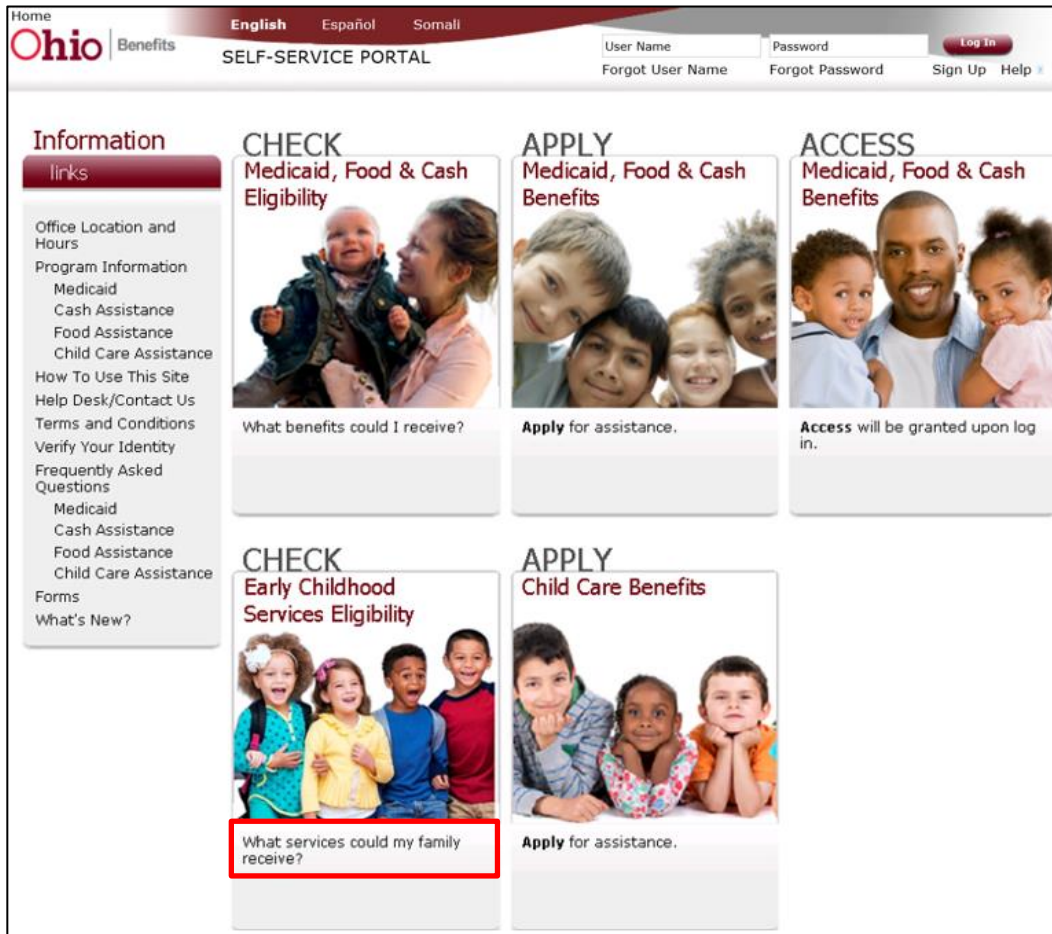 Home
English Español Somali
Ohio Benefits
SELF-SERVICE PORTAL
User Name Password Log In
Forgot User Name Forgot Password Sign Up Help
Information
links
Office Location and
Hours
Program Information
Medicaid
Cash Assistance
Food Assistance
Child Care Assistance
How To Use This Site
Help Desk/Contact Us
Terms and Conditions
Verify Your Identity
Frequently Asked
Questions
Medicaid
Cash Assistance
Food Assistance
Child Care Assistance
Forms
What's New?
CHECK
Medicaid, Food & Cash
Eligibility
What benefits could I receive?
APPLY
Medicaid, Food & Cash
Benefits
Apply for assistance.
ACCESS
Medicaid, Food & Cash
Benefits
Access will be granted upon log
in.
CHECK
Early Childhood
Services Eligibility
What services could my family
receive?
APPLY
Child Care Benefits
Apply for assistance.